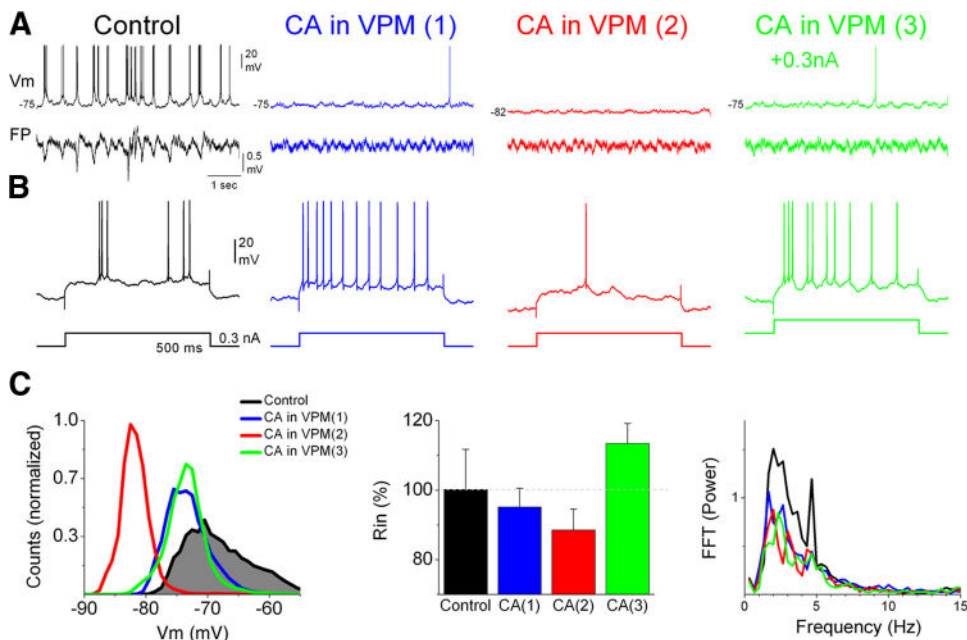 A
Control
CA in VPM (1)
CA in VPM (2)
CA in VPM (3)
+0.3nA
Vm
20
mV
-75
-75
-82
-75
FP
0.5
mV
1 sec
B
20
mV
0.3 nA
500 ms
C
Control
CA in VPM(1)
CA in VPM(2)
CA in VPM(3)
Counts (normalized)
1.0
0.7
0.3
-90
-80
-70
-60
Vm (mV)
Rin (%)
120
100
80
Control
CA(1)
CA(2)
CA(3)
FFT (Power)
1
0
5
10
15
Frequency (Hz)